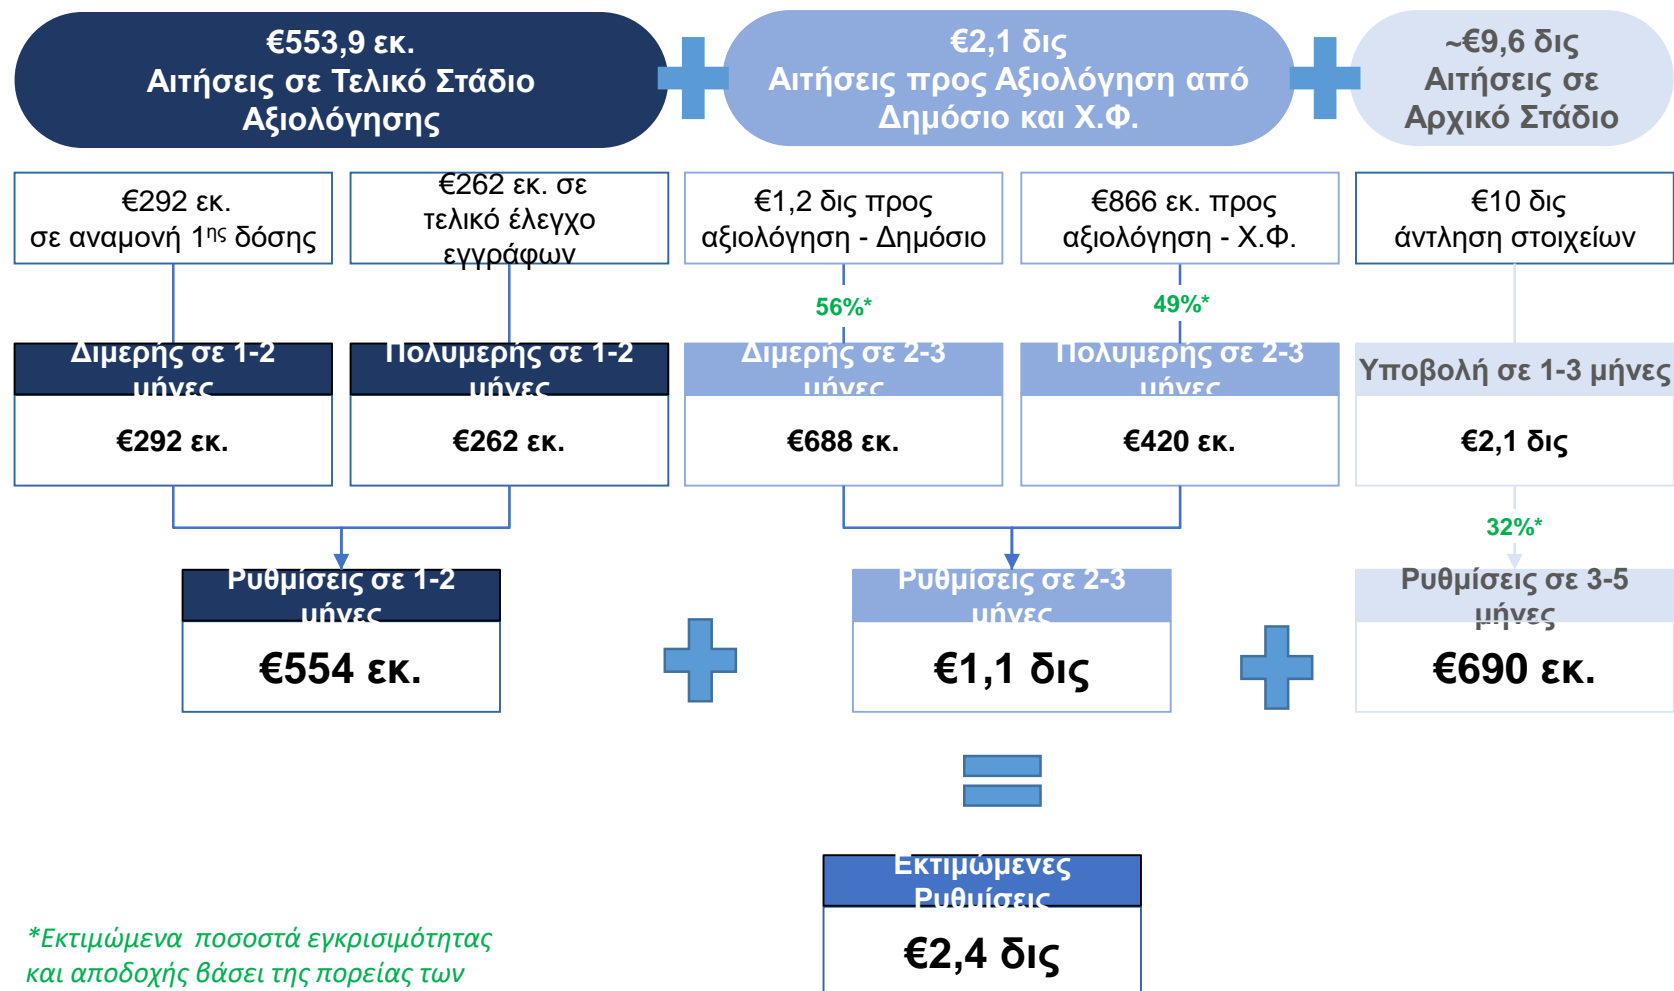 €553,9 εκ.
Αιτήσεις σε Τελικό Στάδιο
Αξιολόγησης
€2,1 δις
Αιτήσεις προς Αξιολόγηση από
Δημόσιο και Χ.Φ.
~€9,6 δις
Αιτήσεις σε
Αρχικό Στάδιο
€292 εκ.
σε αναμονή 1ης δόσης
€262 εκ. σε
τελικό έλεγχο
εγγράφων
€1,2 δις προς
αξιολόγηση - Δημόσιο
€866 εκ. προς
αξιολόγηση - Χ.Φ.
€10 δις
άντληση στοιχείων
56%*
49%*
Διμερής σε 1-2
μήνες
Πολυμερής σε 1-2
μήνες
Διμερής σε 2-3
μήνες
Πολυμερής σε 2-3
μήνες
Υποβολή σε 1-3 μήνες
€292 εκ.
€262 εκ.
€688 εκ.
€420 εκ.
€2,1 δις
32%*
Ρυθμίσεις σε 1-2
μήνες
Ρυθμίσεις σε 2-3
μήνες
Ρυθμίσεις σε 3-5
μήνες
€554 εκ.
€1,1 δις
€690 εκ.
Εκτιμώμενες
Ρυθμίσεις
€2,4 δις
*Εκτιμώμενα ποσοστά εγκρισιμότητας
και αποδοχής βάσει της πορείας των